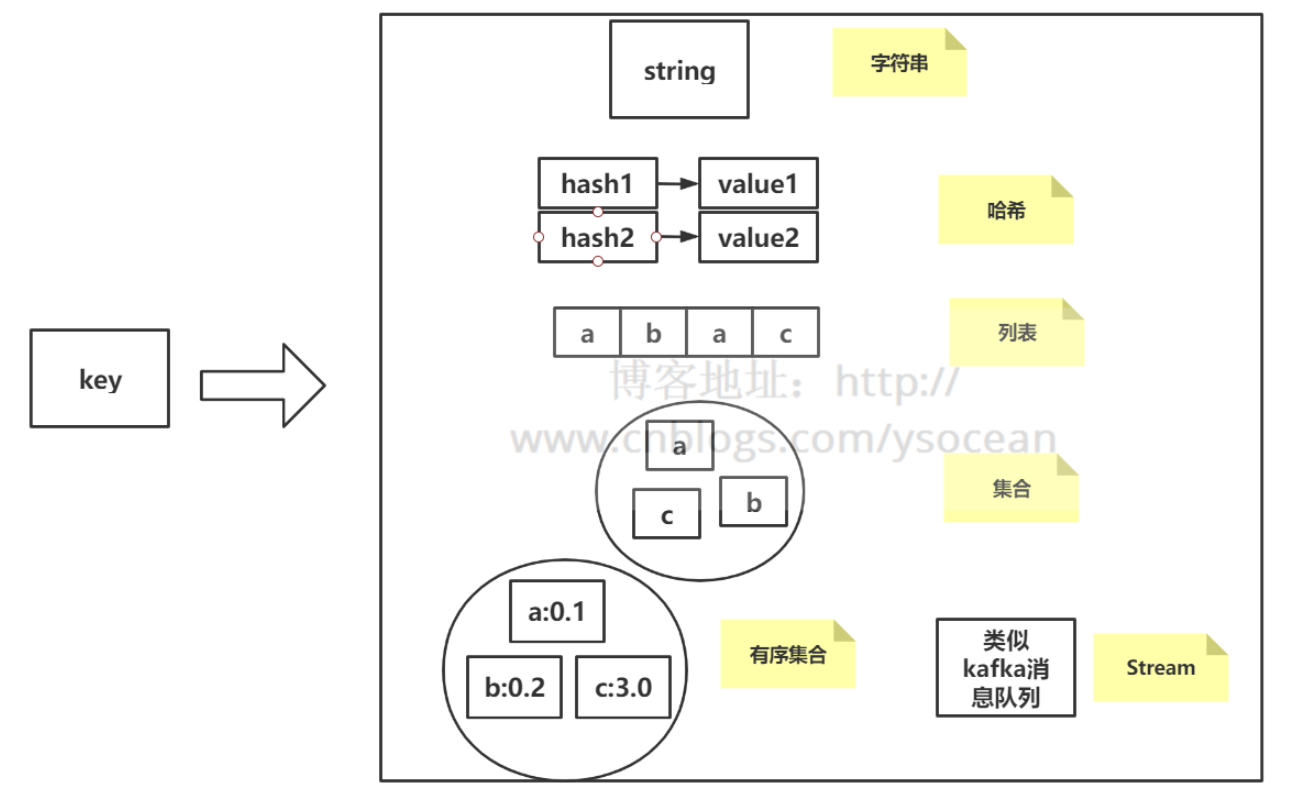 string
字符串
hash1
value1
哈希
hash2
value2
a
b
a
c
列表
key
博客地址：http://
www.cnblogs.com/ysocean
a
c
b
集合
a:0.1
b:0.2
c:3.0
有序集合
类似
kafka消
息队列
Stream